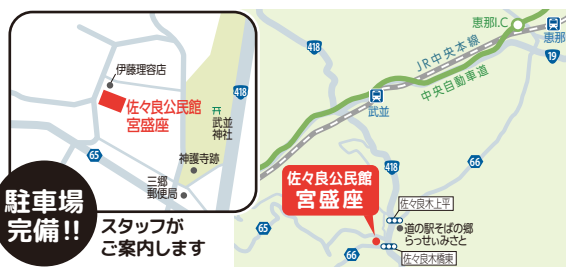 伊藤理容店
佐々良公民館
宮盛座
418
武並
神社
65
神護寺跡
三郷
郵便局
駐車場
完備!!
スタッフが
ご案内します
恵那I.C
恵那
19
418
JR中央本線
中央自動車道
武並
418
66
佐々良公民館
宮盛座
佐々良木上平
道の駅そばの郷
らっせいみさと
65
66
佐々良木橋東